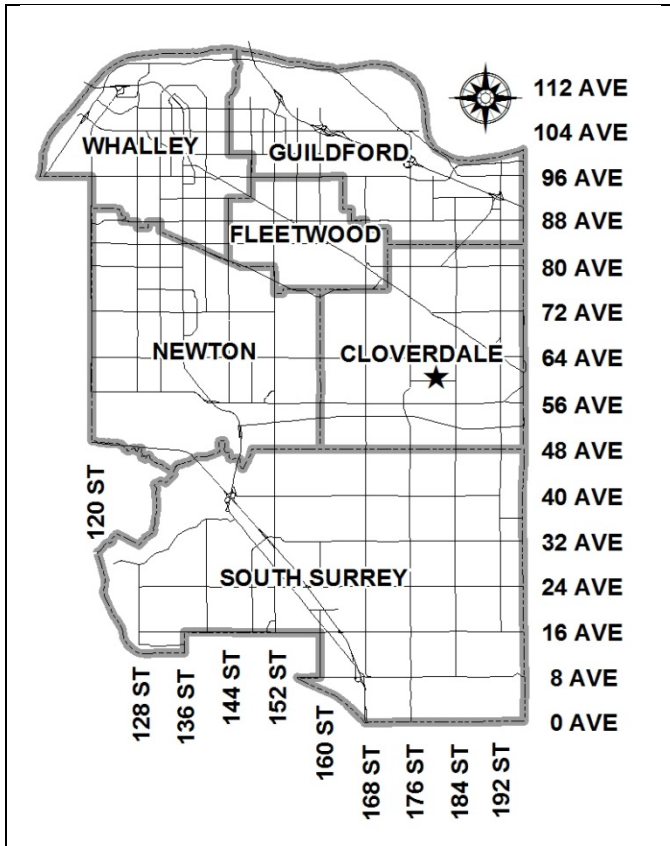 112 AVE
104 AVE
WHALLEY
GUILDFORD
96 AVE
88 AVE
FLEETWOOD
80 AVE
72 AVE
NEWTON
CLOVERDALE
64 AVE
56 AVE
48 AVE
120 ST
40 AVE
32 AVE
SOUTH SURREY
24 AVE
16 AVE
128 ST
136 ST
144 ST
152 ST
8 AVE
160 ST
0 AVE
168 ST
176 ST
184 ST
192 ST